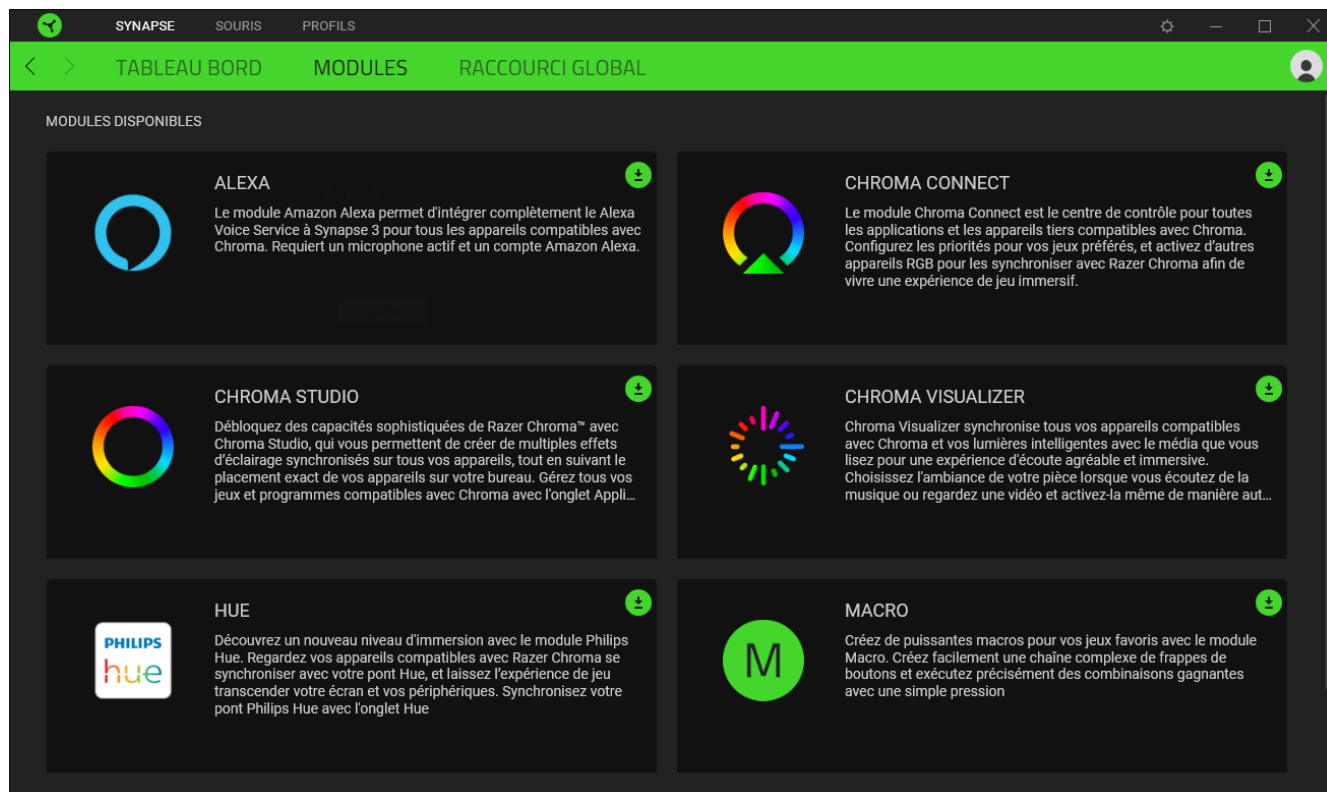 SYNAPSE SOURIS PROFILS
TABLEAU BORD MODULES RACCOURCI GLOBAL
MODULES DISPONIBLES
ALEXA
Le module Amazon Alexa permet d'intégrer complètement le Alexa
Voice Service à Synapse 3 pour tous les appareils compatibles avec
Chroma. Requiert un microphone actif et un compte Amazon Alexa.
CHROMA CONNECT
Le module Chroma Connect est le centre de contrôle pour toutes
les applications et les appareils tiers compatibles avec Chroma.
Configurez les priorités pour vos jeux préférés, et activez d'autres
appareils RGB pour les synchroniser avec Razer Chroma afin de
vivre une expérience de jeu immersif.
CHROMA STUDIO
Débloquez des capacités sophistiquées de Razer Chroma™ avec
Chroma Studio, qui vous permettent de créer de multiples effets
d'éclairage synchronisés sur tous vos appareils, tout en suivant le
placement exact de vos appareils sur votre bureau. Gérez tous vos
jeux et programmes compatibles avec Chroma avec l'onglet Appli...
CHROMA VISUALIZER
Chroma Visualizer synchronise tous vos appareils compatibles
avec Chroma et vos lumières intelligentes avec le média que vous
lisez pour une expérience d'écoute agréable et immersive.
Choisissez l'ambiance de votre pièce lorsque vous écoutez de la
musique ou regardez une vidéo et activez-la même de manière aut...
PHILIPS
hue
HUE
Découvrez un nouveau niveau d'immersion avec le module Philips
Hue. Regardez vos appareils compatibles avec Razer Chroma se
synchroniser avec votre pont Hue, et laissez l'expérience de jeu
transcender votre écran et vos périphériques. Synchronisez votre
pont Philips Hue avec l'onglet Hue
M
MACRO
Créez de puissantes macros pour vos jeux favoris avec le module
Macro. Créez facilement une chaîne complexe de frappes de
boutons et exécutez précisément des combinaisons gagnantes
avec une simple pression